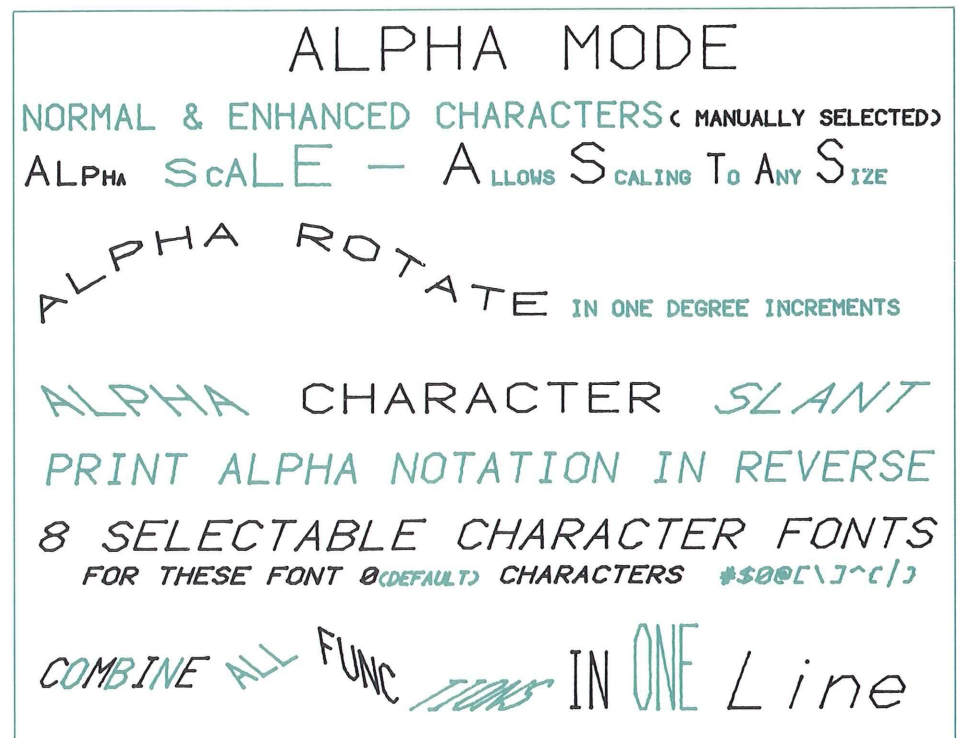 ALPHA MODE
NORMAL & ENHANCED CHARACTERS ( MANUALLY SELECTED)
ALPHA SCALE - ALLOWS SCALING TO ANY SIZE
ALPHA ROTATE IN ONE DEGREE INCREMENTS
ALPHA CHARACTER SLANT
PRINT ALPHA NOTATION IN REVERSE
8 SELECTABLE CHARACTER FONTS
FOR THESE FONT 0(DEFAULT) CHARACTERS #$0@[\]^{|}
COMBINE ALL FUNCTIONS IN ONE Line